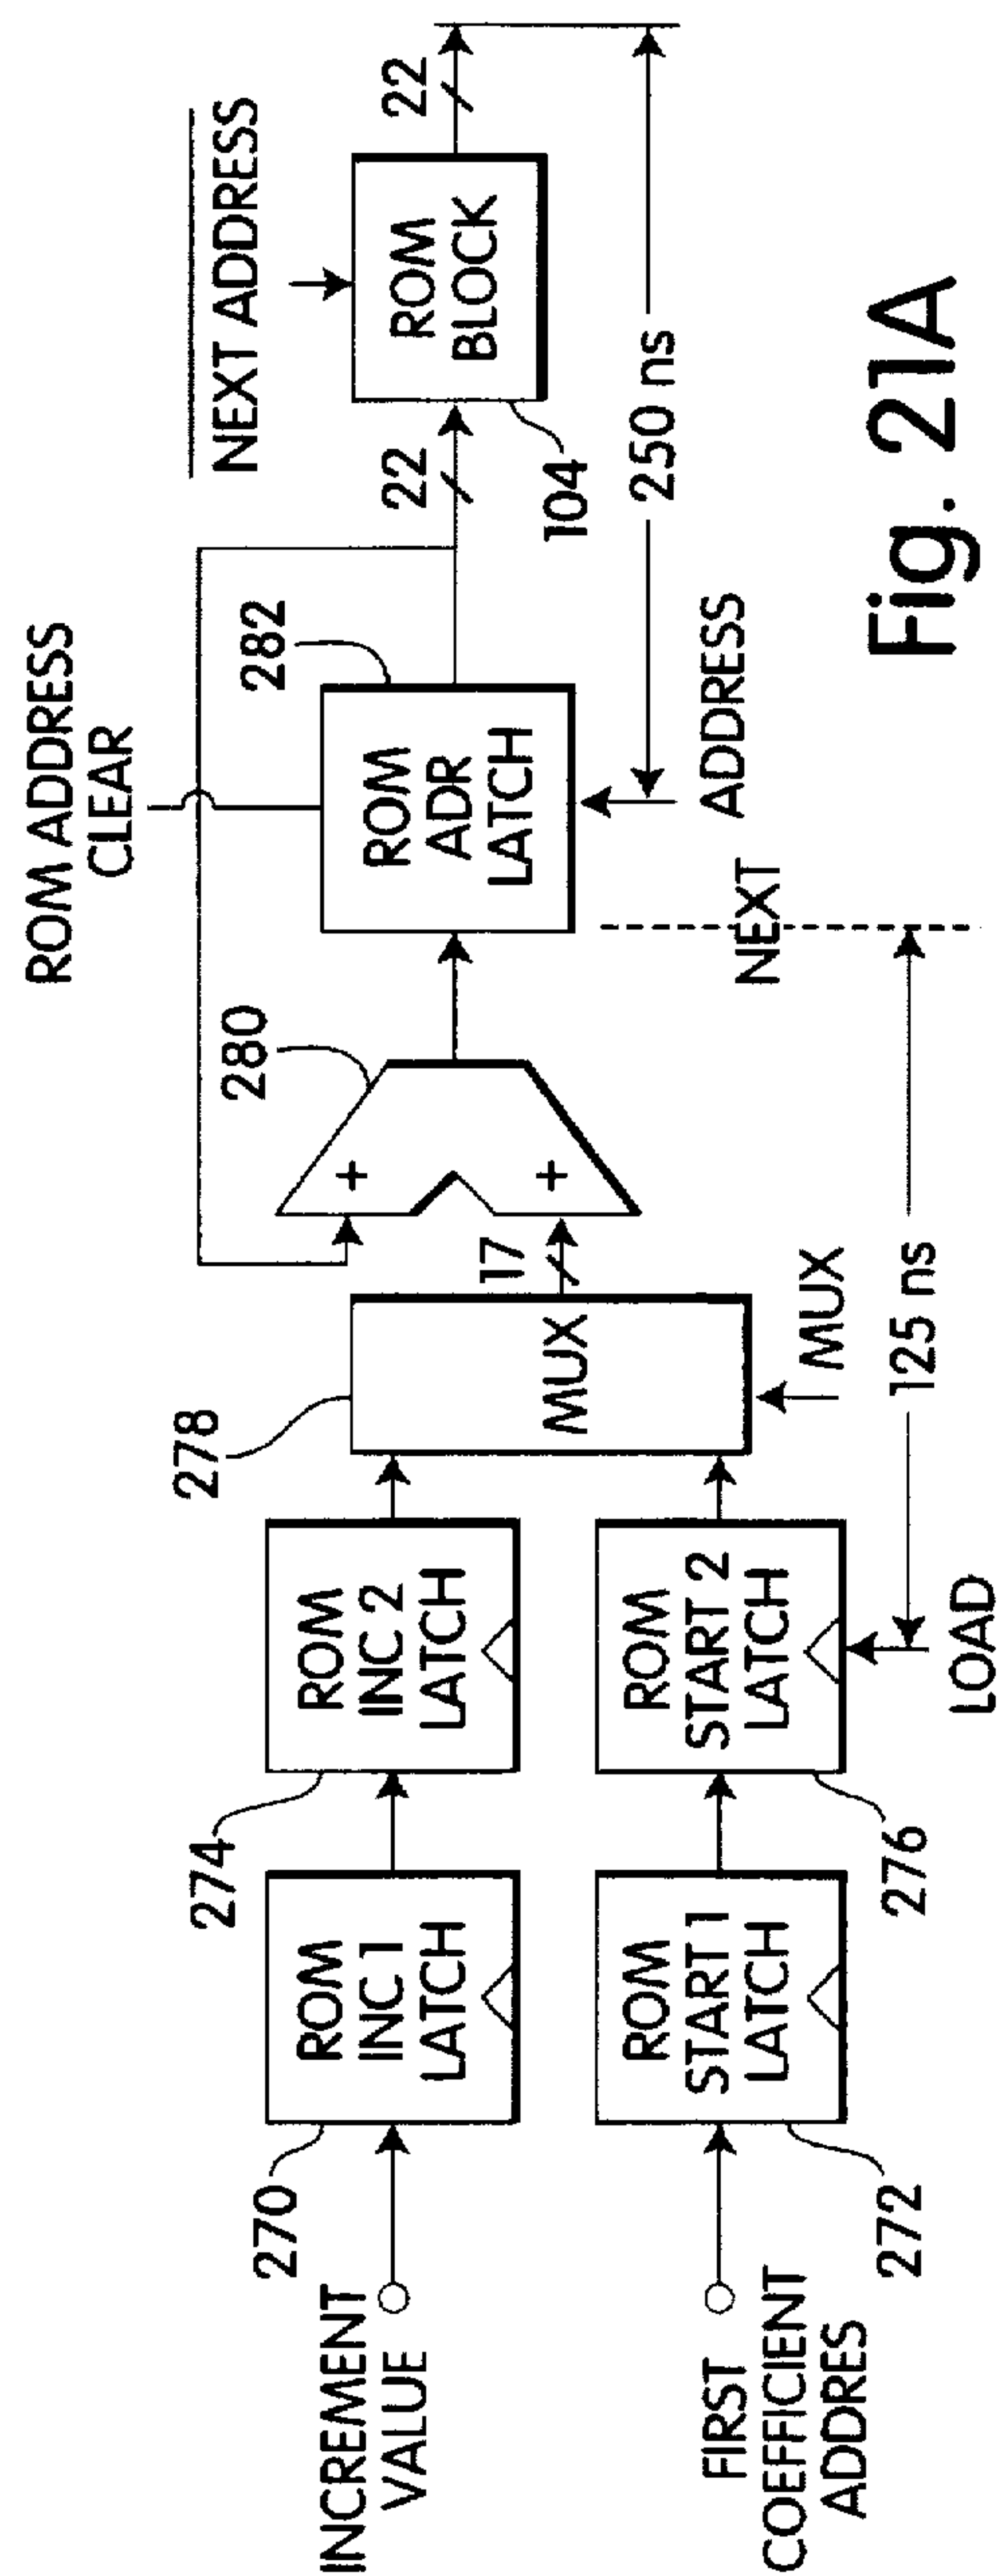 INCREMENT
VALUE
270
ROM
INC 1
LATCH
274
ROM
INC 2
LATCH
FIRST
COEFFICIENT
ADDRES
272
ROM
START 1
LATCH
276
ROM
START 2
LATCH
LOAD
278
MUX
MUX
17
125 ns
280
+
+
ROM ADDRESS
CLEAR
282
ROM
ADR
LATCH
NEXT
ADDRESS
22
NEXT ADDRESS
ROM
BLOCK
104
22
250 ns
Fig. 21A